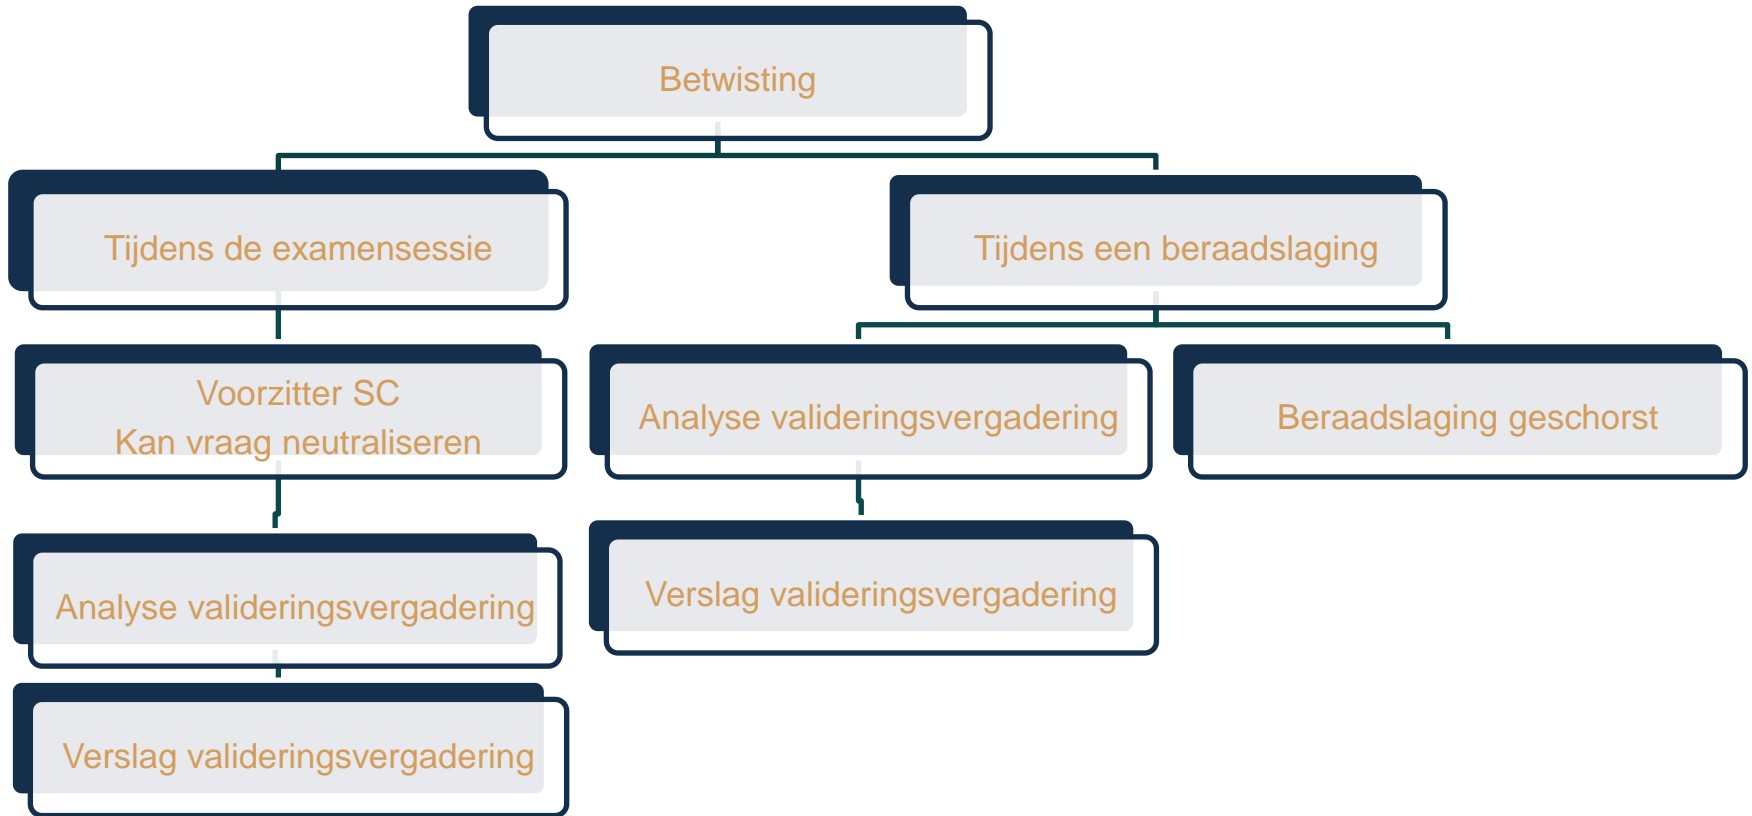 Betwisting
Tijdens de examensessie
Tijdens een beraadslaging
Voorzitter SC
Kan vraag neutraliseren
Analyse valideringsvergadering
Beraadslaging geschorst
Analyse valideringsvergadering
Verslag valideringsvergadering
Verslag valideringsvergadering